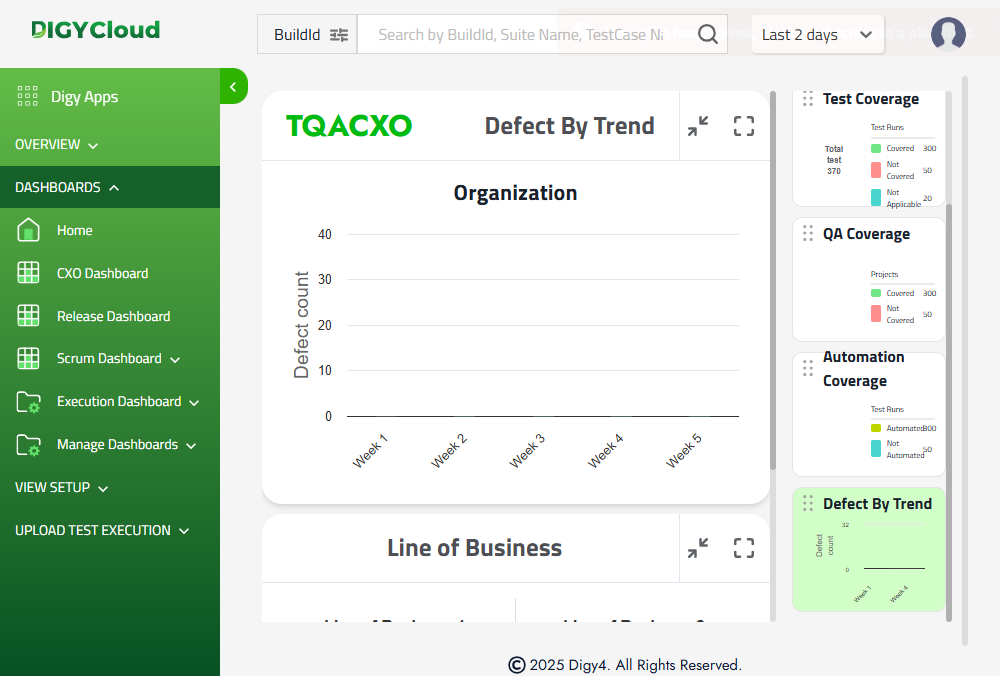 DIGYCloud
BuildId
Search by BuildId, Suite Name, TestCase Na
Last 2 days
Digy Apps
OVERVIEW
DASHBOARDS
Home
CXO Dashboard
Release Dashboard
Scrum Dashboard
Execution Dashboard
Manage Dashboards
VIEW SETUP
UPLOAD TEST EXECUTION
TQACXO
Defect By Trend
Organization
Defect count
40
30
20
10
0
Week 1
Week 2
Week 3
Week 4
Week 5
Line of Business
Test Coverage
Total
test
370
Test Runs
Covered 300
Not
Covered 50
Not
Applicable 20
QA Coverage
Projects
Covered 300
Not
Covered 50
Automation
Coverage
Test Runs
Automated 300
Not
Automated 50
Defect By Trend
Defect
count
32
0
Week 1
Week 4
© 2025 Digy4. All Rights Reserved.